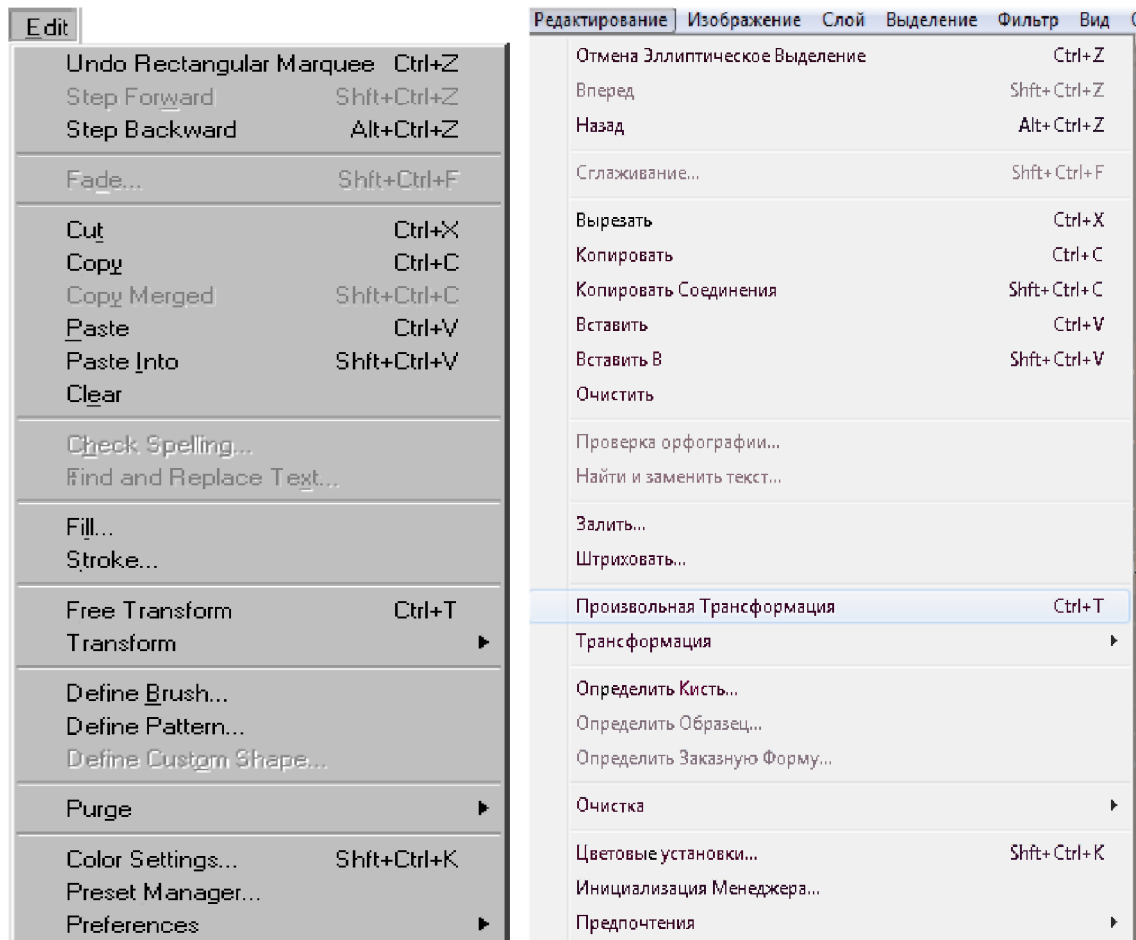 Edit
Undo Rectangular Marquee Ctrl+Z
Step Forward Shft+Ctrl+Z
Step Backward Alt+Ctrl+Z
Fade... Shft+Ctrl+F
Cut Ctrl+X
Copy Ctrl+C
Copy Merged Shft+Ctrl+C
Paste Ctrl+V
Paste Into Shft+Ctrl+V
Clear
Check Spelling...
Find and Replace Text...
Fill...
Stroke...
Free Transform Ctrl+T
Transform
Define Brush...
Define Pattern...
Define Custom Shape...
Purge
Color Settings... Shft+Ctrl+K
Preset Manager...
Preferences
Редактирование Изображение Слой Выделение Фильтр Вид
Отмена Эллиптическое Выделение Ctrl+Z
Вперед Shft+Ctrl+Z
Назад Alt+Ctrl+Z
Сглаживание... Shft+Ctrl+F
Вырезать Ctrl+X
Копировать Ctrl+C
Копировать Соединения Shft+Ctrl+C
Вставить Ctrl+V
Вставить В Shft+Ctrl+V
Очистить
Проверка орфографии...
Найти и заменить текст...
Залить...
Штриховать...
Произвольная Трансформация Ctrl+T
Трансформация
Определить Кисть...
Определить Образец...
Определить Заказную Форму...
Очистка
Цветовые установки... Shft+Ctrl+K
Инициализация Менеджера...
Предпочтения